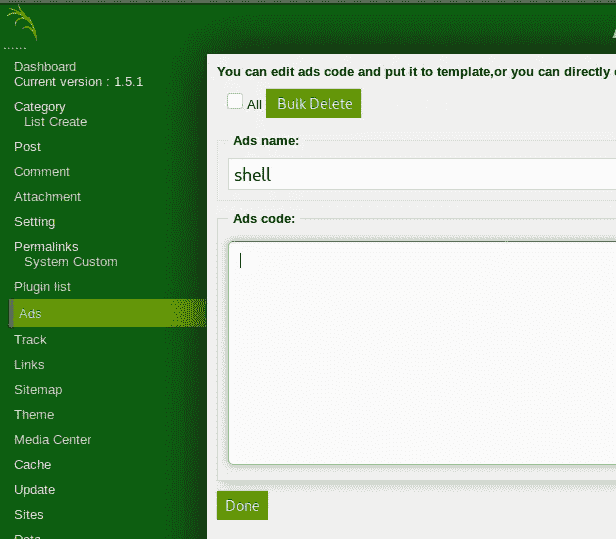 ......
Dashboard
Current version : 1.5.1
Category
List Create
Post
Comment
Attachment
Setting
Permalinks
System Custom
Plugin list
Ads
Track
Links
Sitemap
Theme
Media Center
Cache
Update
Sites
Data
You can edit ads code and put it to template,or you can directly
All Bulk Delete
Ads name:
shell
Ads code:
Done